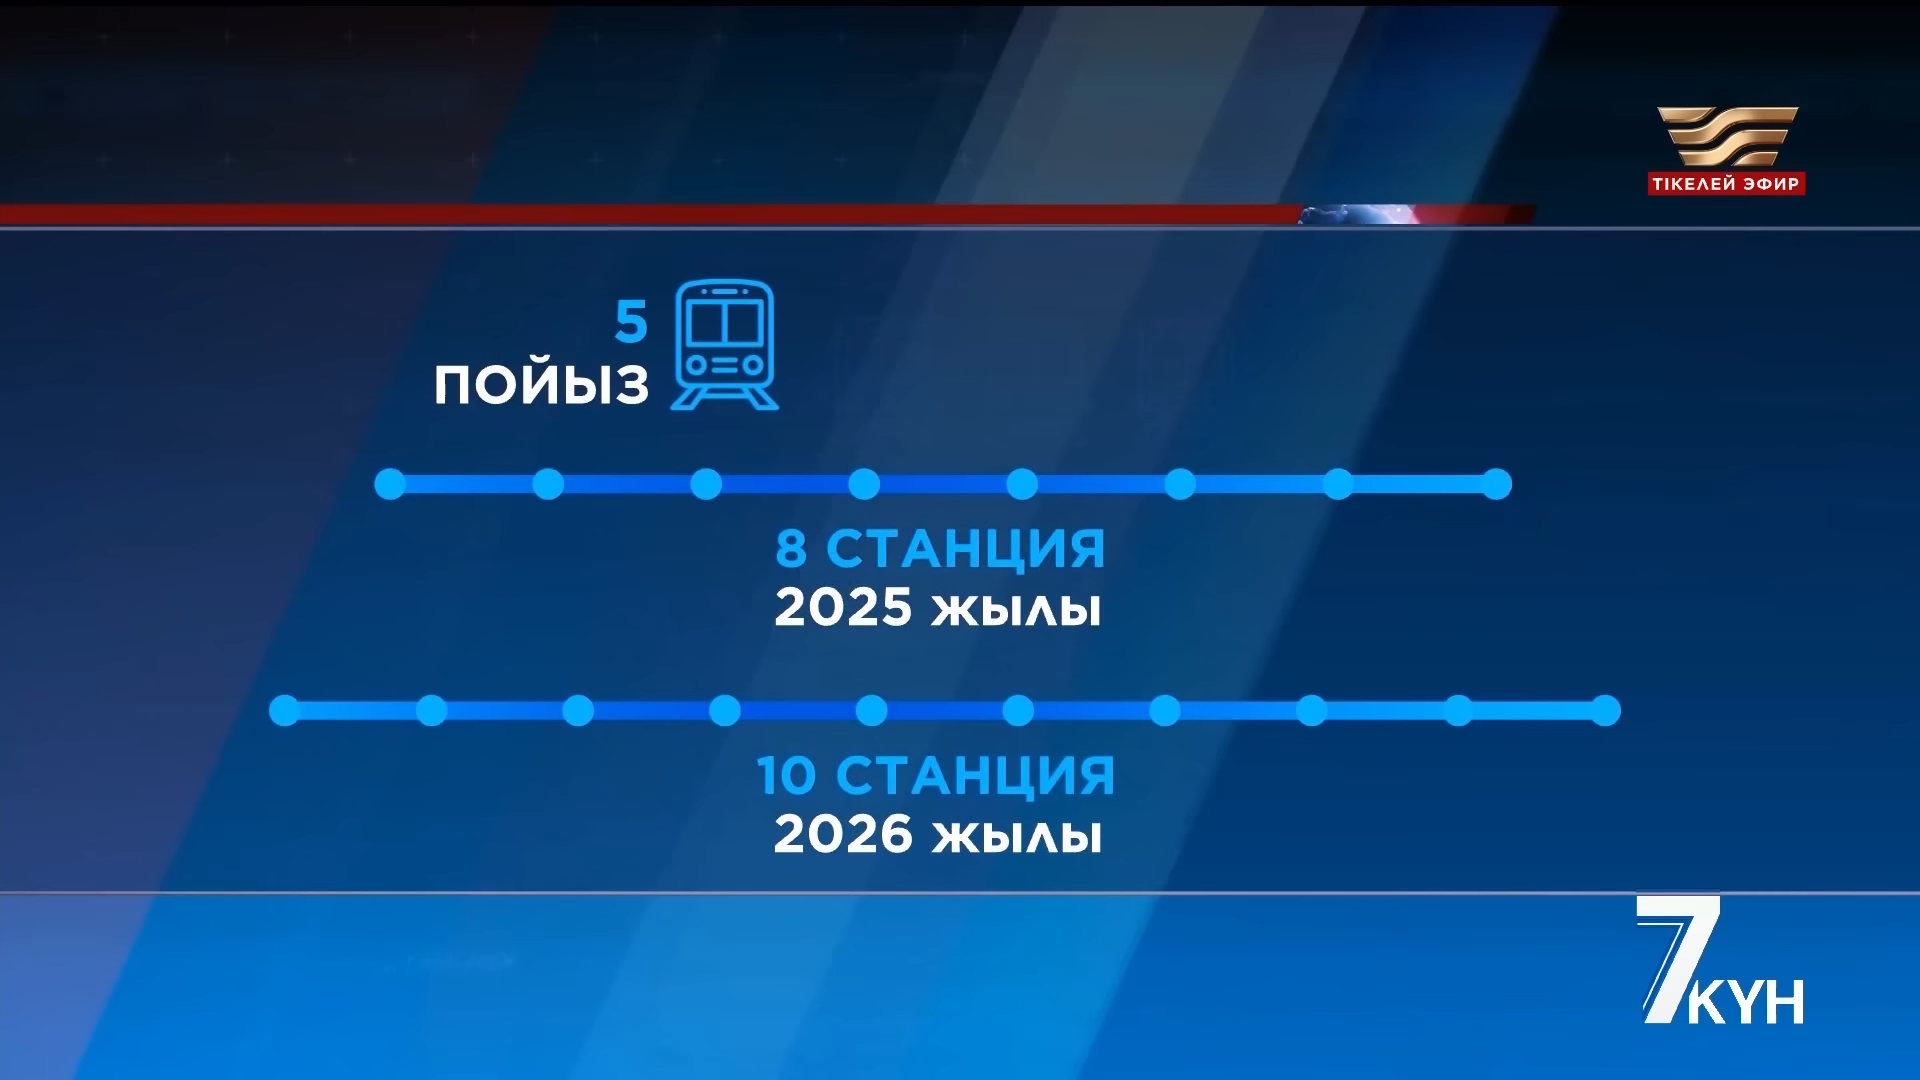 ТІКЕЛЕЙ ЭФИР
5
ПОЙЫЗ
8 СТАНЦИЯ
2025 жылы
10 СТАНЦИЯ
2026 жылы
7 КҮН